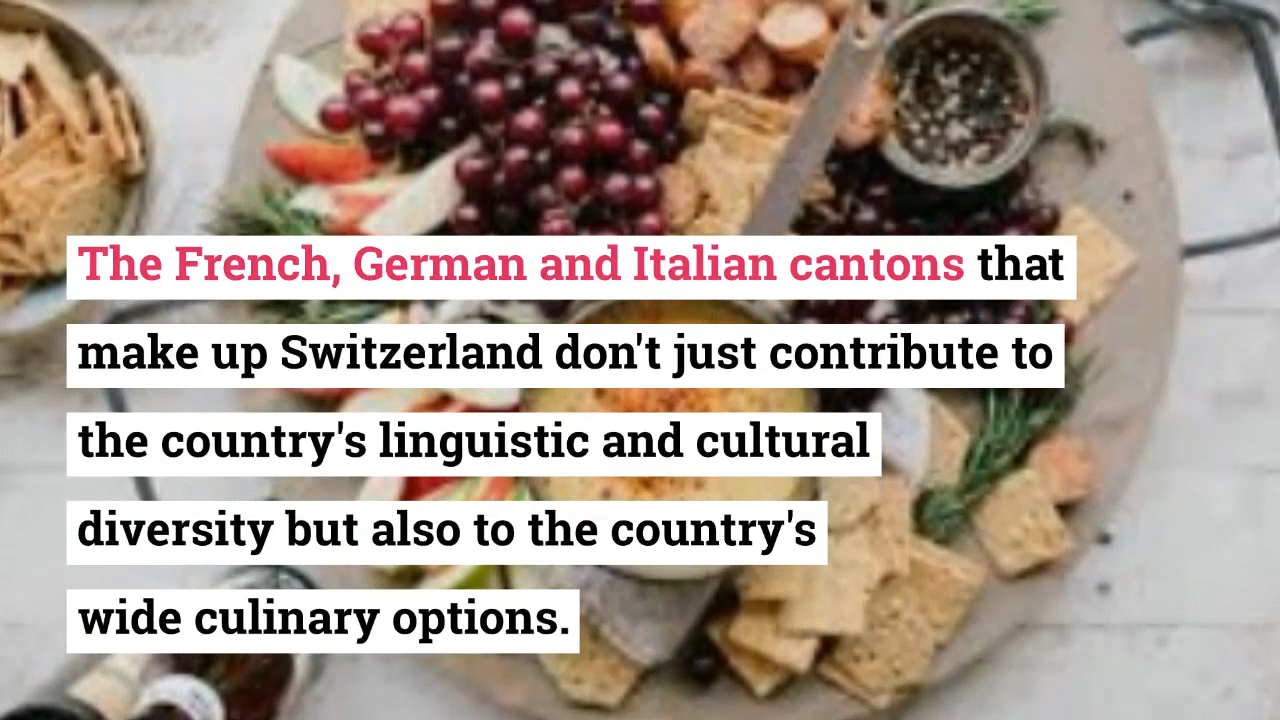 The French, German and Italian cantons that
make up Switzerland don't just contribute to
the country's linguistic and cultural
diversity but also to the country's
wide culinary options.